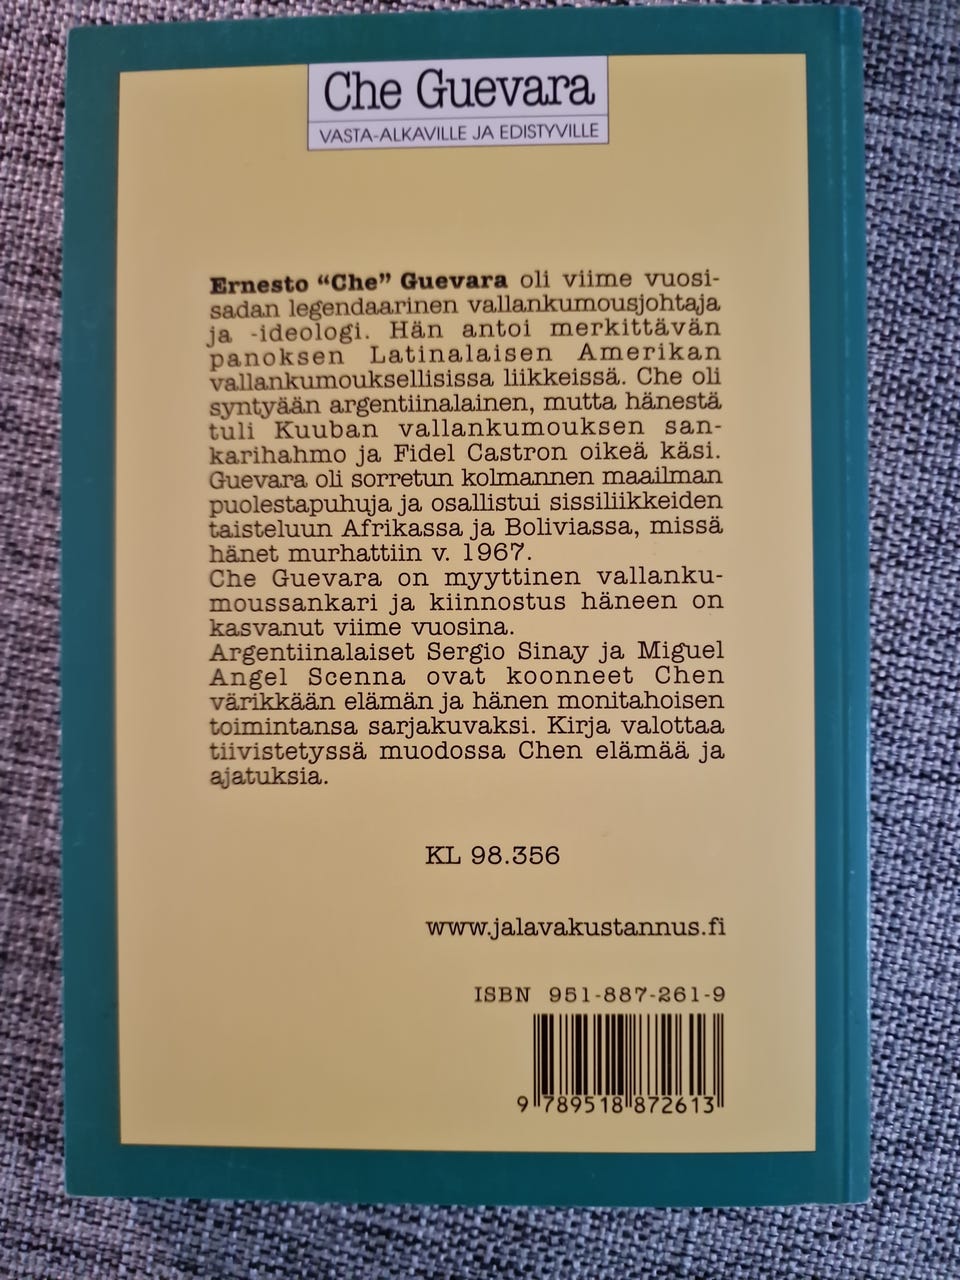 Che Guevara
VASTA-ALKAVILLE JA EDISTYVILLE
Ernesto “Che” Guevara oli viime vuosi-
sadan legendaarinen vallankumousjohtaja
ja -ideologi. Hän antoi merkittävän
panoksen Latinalaisen Amerikan
vallankumouksellisissa liikkeissä. Che oli
syntyään argentiinalainen, mutta hänestä
tuli Kuuban vallankumouksen san-
karihahmo ja Fidel Castron oikeä käsi.
Guevara oli sorretun kolmannen maailman
puolestapuhuja ja osallistui sissiliikkeiden
taisteluun Afrikassa ja Boliviassa, missä
hänet murhattiin v. 1967.
Che Guevara on myyttinen vallanku-
moussankari ja kiinnostus häneen on
kasvanut viime vuosina.
Argentiinalaiset Sergio Sinay ja Miguel
Angel Scenna ovat koonneet Chen
värikkään elämän ja hänen monitahoisen
toimintansa sarjakuvaksi. Kirja valottaa
tiivistetyssä muodossa Chen elämää ja
ajatuksia.
KL 98.356
www.jalavakustannus.fi
ISBN 951-887-261-9
9 789518 872613